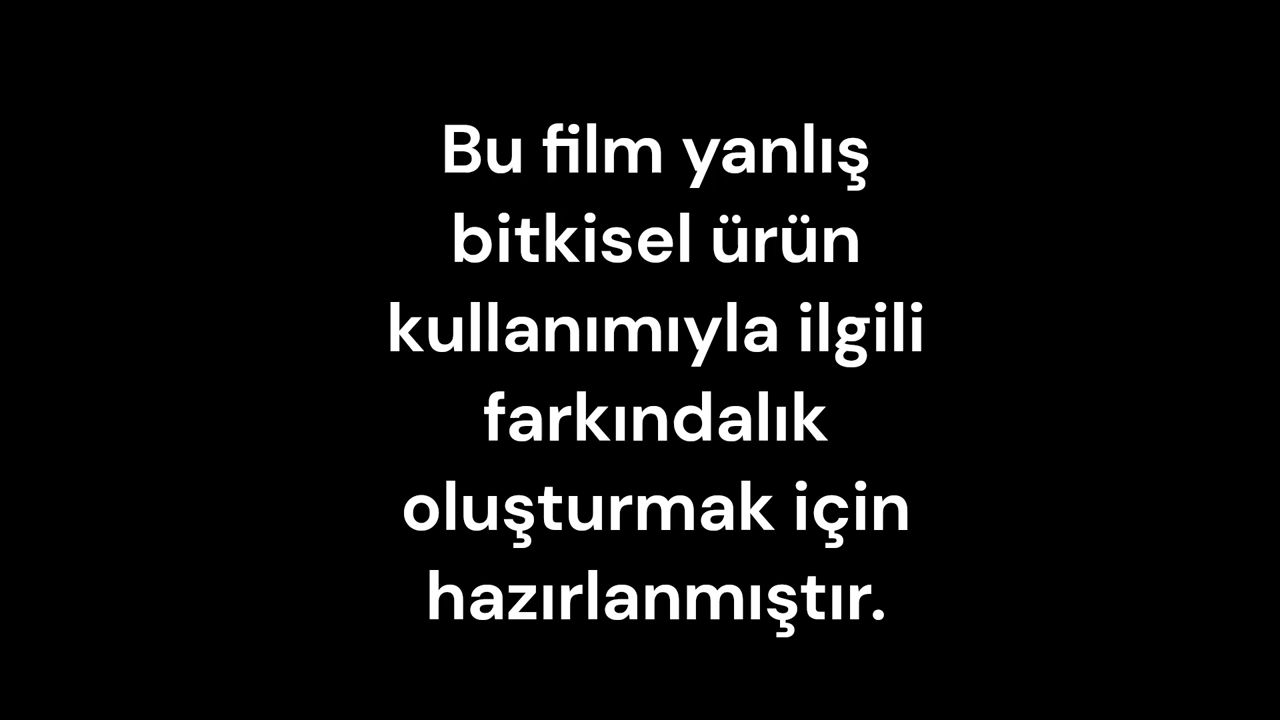 Bu film yanlış
bitkisel ürün
kullanımıyla ilgili
farkındalık
oluşturmak için
hazırlanmıştır.